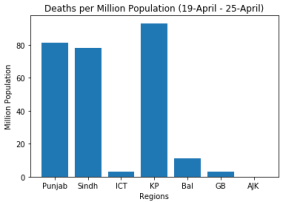 Deaths per Million Population (19-April - 25-April)
Million Population
80
60
40
20
0
Punjab Sindh ICT KP Bal GB AJK
Regions